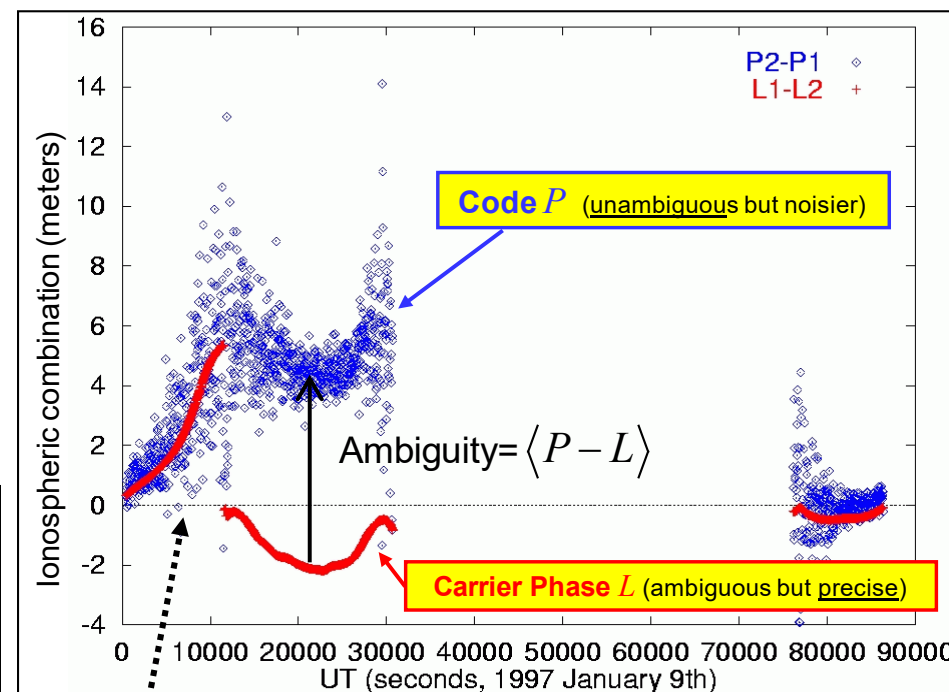 16
14
12
10
8
6
4
2
0
-2
-4
Ionospheric combination (meters)
P2-P1
L1-L2
Code P (unambiguous but noisier)
Ambiguity=⟨P – L⟩
Carrier Phase L (ambiguous but precise)
0 10000 20000 30000 40000 50000 60000 70000 80000 90000
UT (seconds, 1997 January 9th)